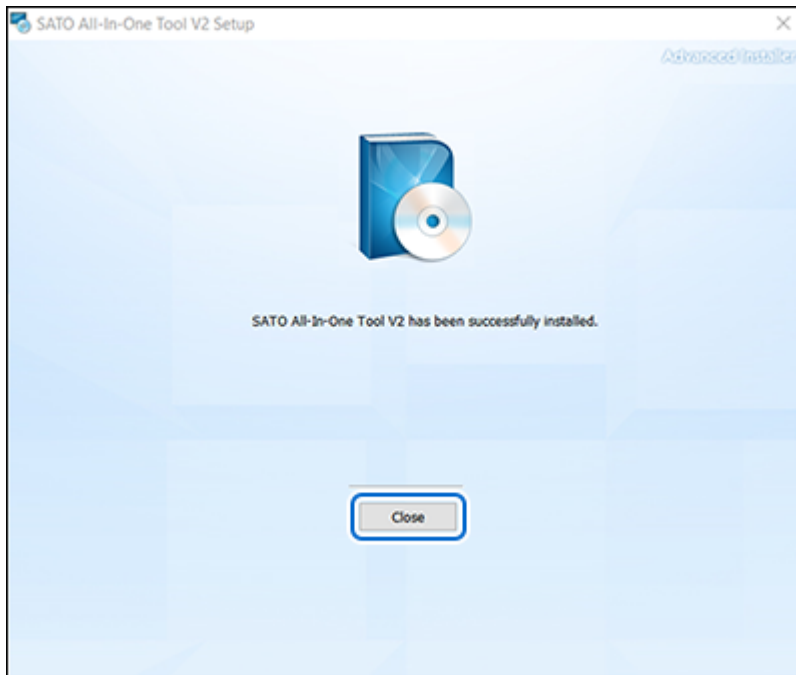 SATO All-In-One Tool V2 Setup
Advanced Installer
SATO All-In-One Tool V2 has been successfully installed.
Close